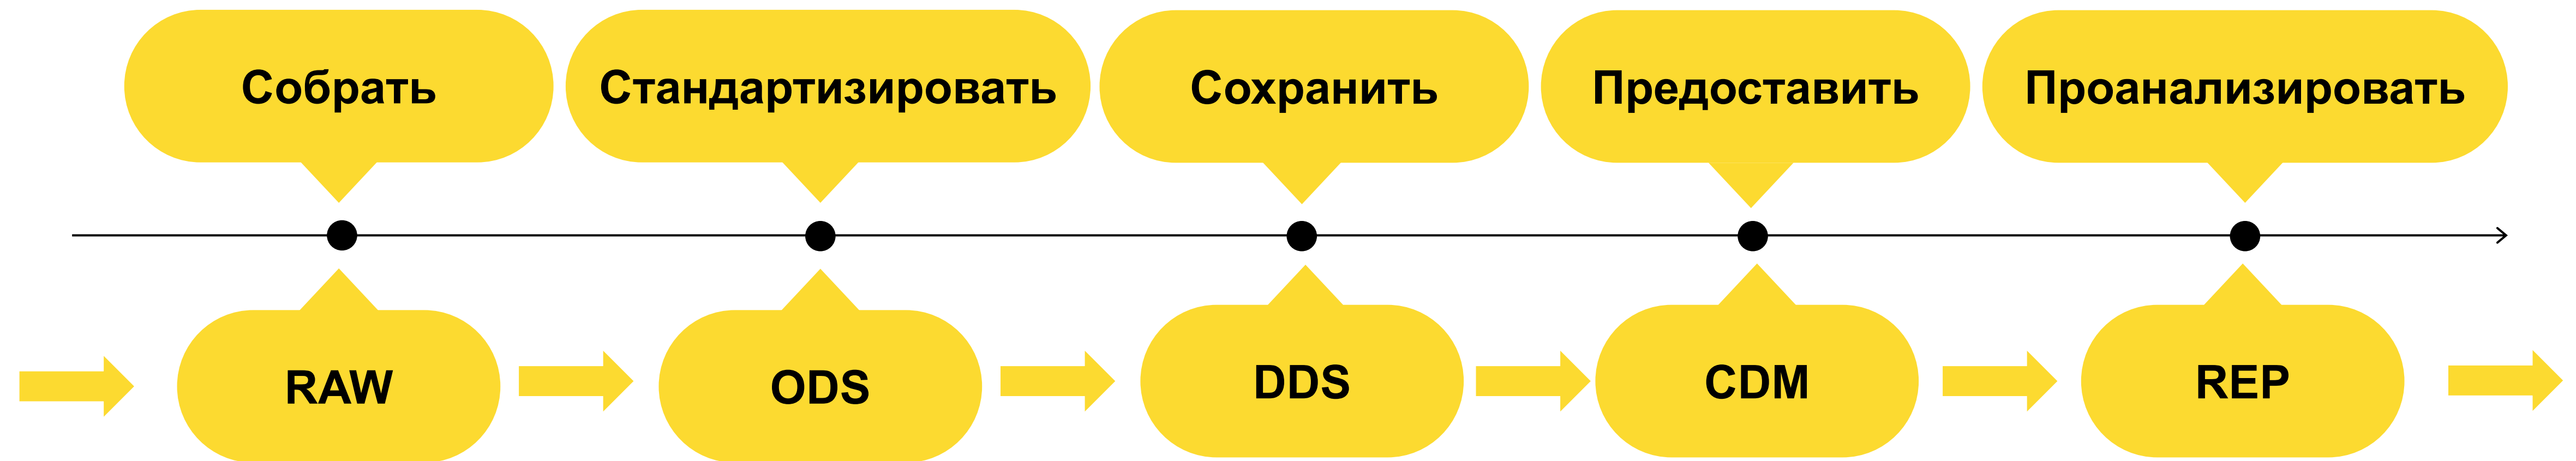 Собрать
Стандартизировать
Сохранить
Предоставить
Проанализировать
RAW
ODS
DDS
CDM
REP